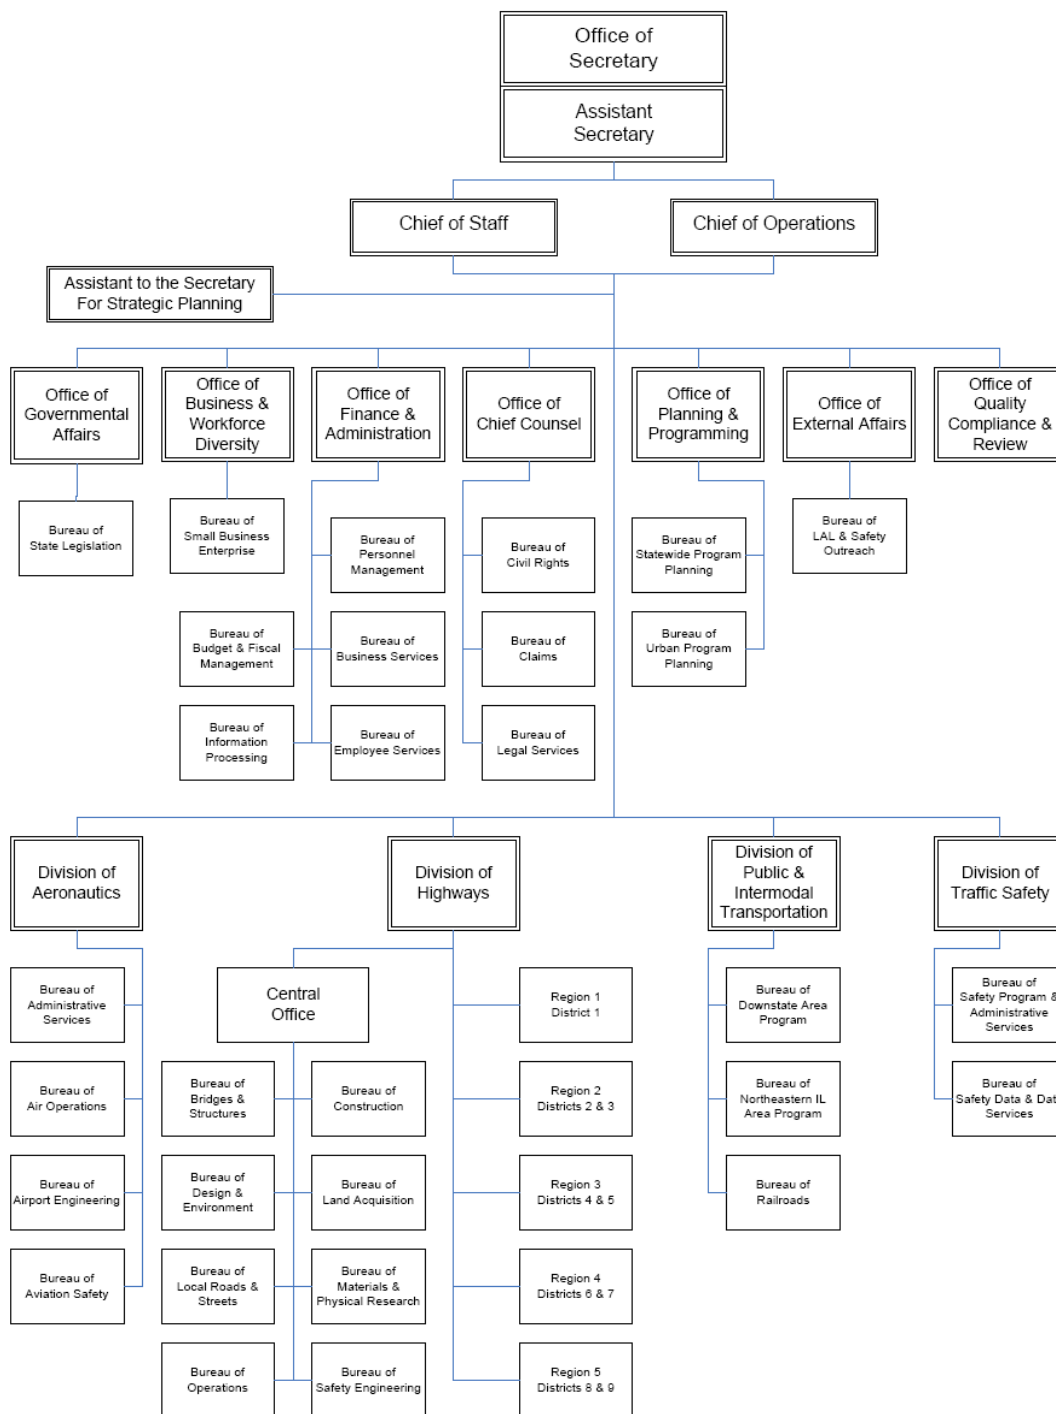 Office of
Secretary
Assistant
Secretary
Chief of Staff
Chief of Operations
Assistant to the Secretary
For Strategic Planning
Office of
Governmental
Affairs
Office of
Business &
Workforce
Diversity
Office of
Finance &
Administration
Office of
Chief Counsel
Office of
Planning &
Programming
Office of
External Affairs
Office of
Quality
Compliance &
Review
Bureau of
State Legislation
Bureau of
Small Business
Enterprise
Bureau of
Personnel
Management
Bureau of
Civil Rights
Bureau of
Statewide Program
Planning
Bureau of
LAL & Safety
Outreach
Bureau of
Budget & Fiscal
Management
Bureau of
Business Services
Bureau of
Claims
Bureau of
Urban Program
Planning
Bureau of
Information
Processing
Bureau of
Employee Services
Bureau of
Legal Services
Division of
Aeronautics
Division of
Highways
Division of
Public &
Intermodal
Transportation
Division of
Traffic Safety
Bureau of
Administrative
Services
Central
Office
Region 1
District 1
Bureau of
Downstate Area
Program
Bureau of
Safety Program &
Administrative
Services
Bureau of
Air Operations
Bureau of
Bridges &
Structures
Bureau of
Construction
Region 2
Districts 2 & 3
Bureau of
Northeastern IL
Area Program
Bureau of
Safety Data & Dat
Services
Bureau of
Airport Engineering
Bureau of
Design &
Environment
Bureau of
Land Acquisition
Region 3
Districts 4 & 5
Bureau of
Railroads
Bureau of
Aviation Safety
Bureau of
Local Roads &
Streets
Bureau of
Materials &
Physical Research
Region 4
Districts 6 & 7
Bureau of
Operations
Bureau of
Safety Engineering
Region 5
Districts 8 & 9